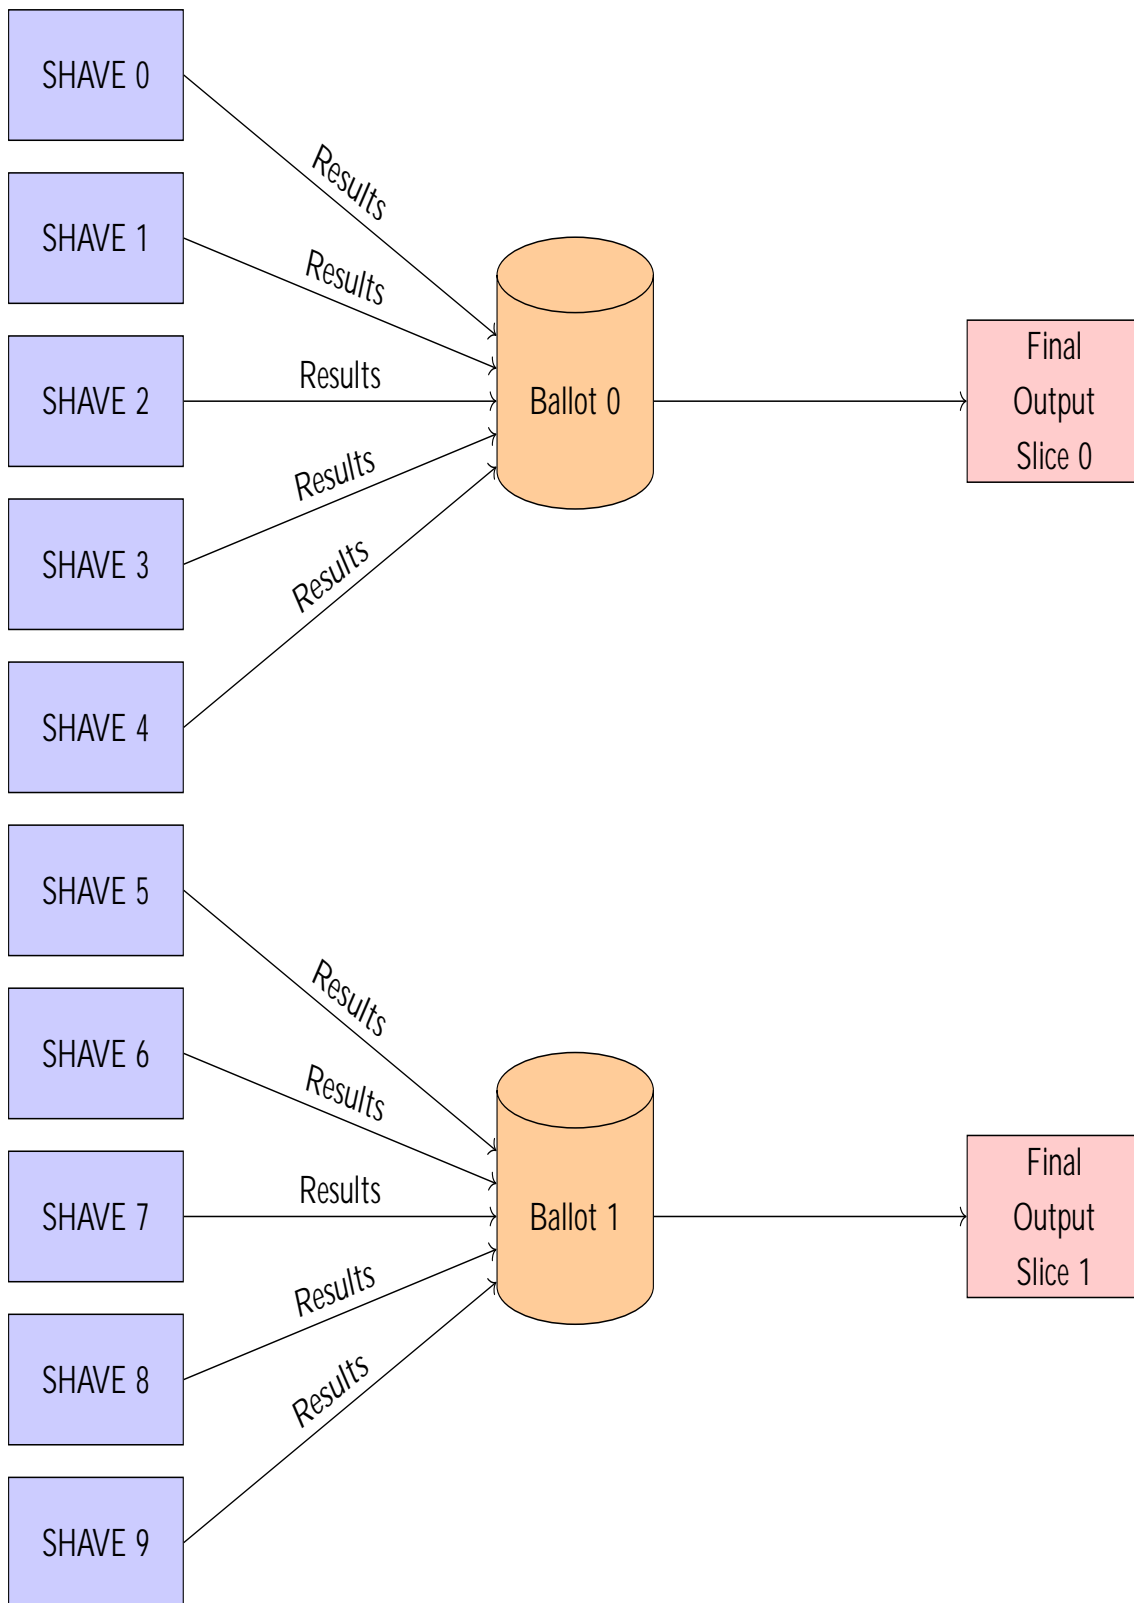 SHAVE 0
Results
SHAVE 1
Results
SHAVE 2
Results
SHAVE 3
Results
SHAVE 4
Results
Ballot 0
Final
Output
Slice 0
SHAVE 5
Results
SHAVE 6
Results
SHAVE 7
Results
SHAVE 8
Results
SHAVE 9
Results
Ballot 1
Final
Output
Slice 1